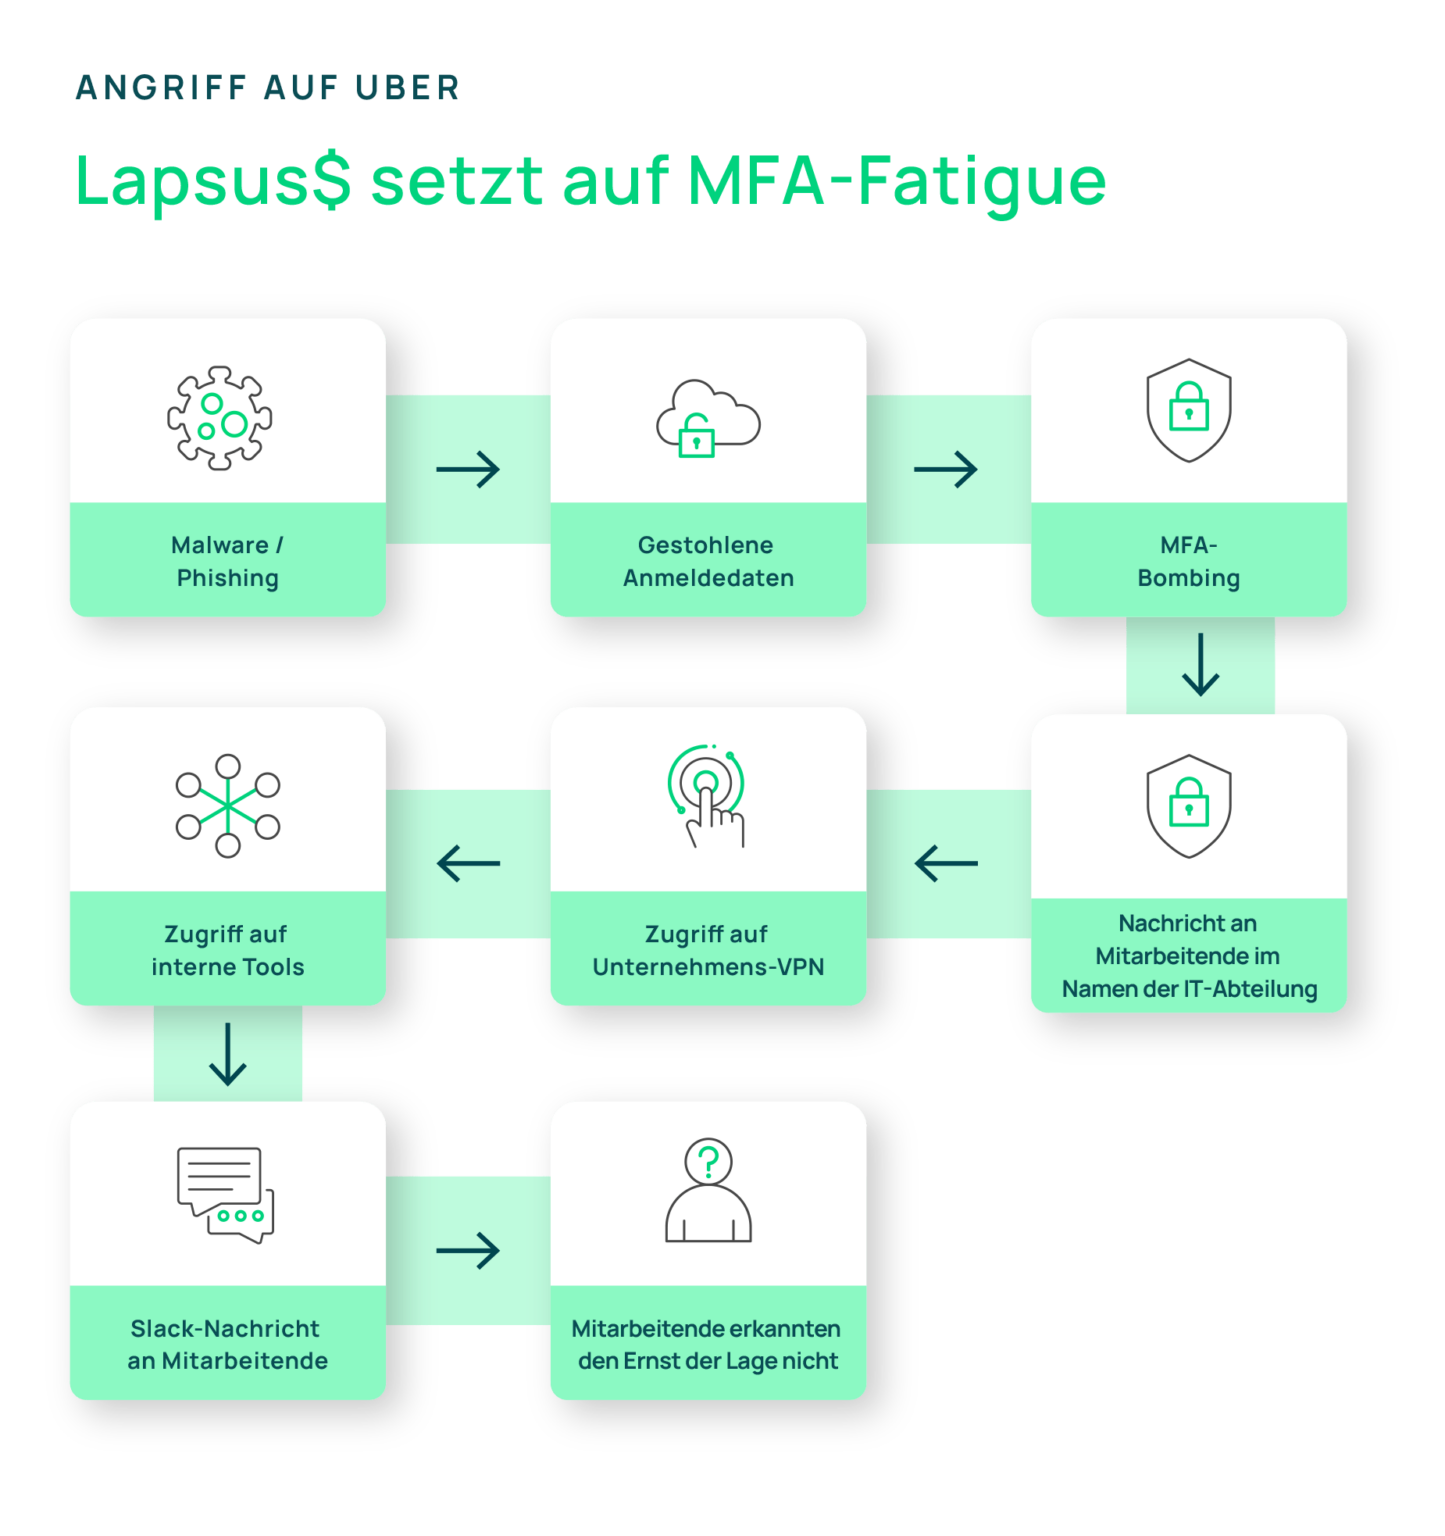 ANGRIFF AUF UBER
Lapsus$ setzt auf MFA-Fatigue
Malware /
Phishing
Gestohlene
Anmeldedaten
MFA-
Bombing
Nachricht an
Mitarbeitende im
Namen der IT-Abteilung
Zugriff auf
Unternehmens-VPN
Zugriff auf
interne Tools
Slack-Nachricht
an Mitarbeitende
?
Mitarbeitende erkannten
den Ernst der Lage nicht